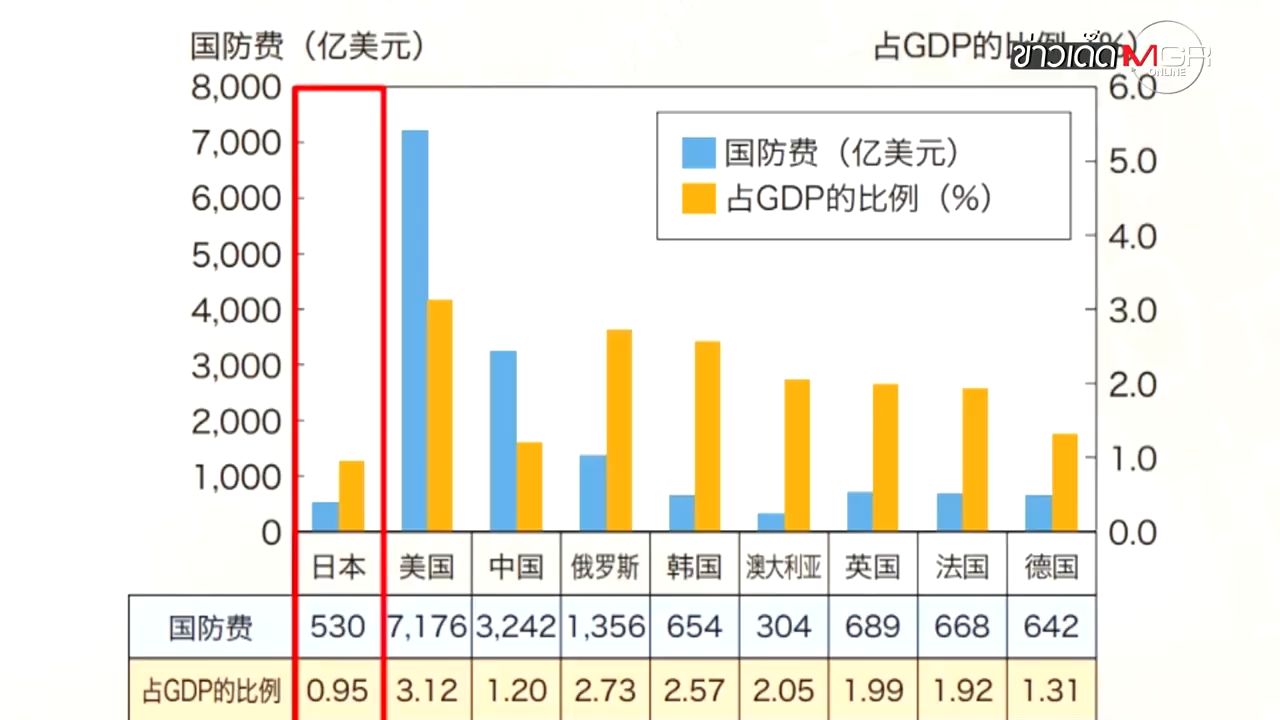 国防费（亿美元）
占GDP的比例（%）
ข่าวเด็ด MGR
ONLINE
8,000
7,000
6,000
5,000
4,000
3,000
2,000
1,000
0
6.0
5.0
4.0
3.0
2.0
1.0
0.0
国防费（亿美元）
占GDP的比例（%）
日本 美国 中国 俄罗斯 韩国 澳大利亚 英国 法国 德国
国防费 530 7,176 3,242 1,356 654 304 689 668 642
占GDP的比例 0.95 3.12 1.20 2.73 2.57 2.05 1.99 1.92 1.31